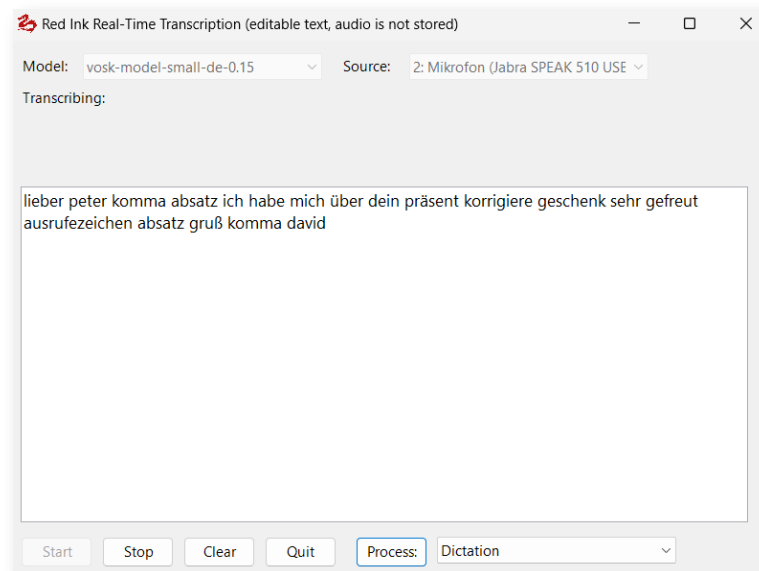 Red Ink Real-Time Transcription (editable text, audio is not stored)
Model: vosk-model-small-de-0.15 Source: 2: Mikrofon (Jabra SPEAK 510 USB
Transcribing:
lieber peter komma absatz ich habe mich über dein präsent korrigiere geschenk sehr gefreut
ausrufezeichen absatz gruß komma david
Start Stop Clear Quit Process: Dictation